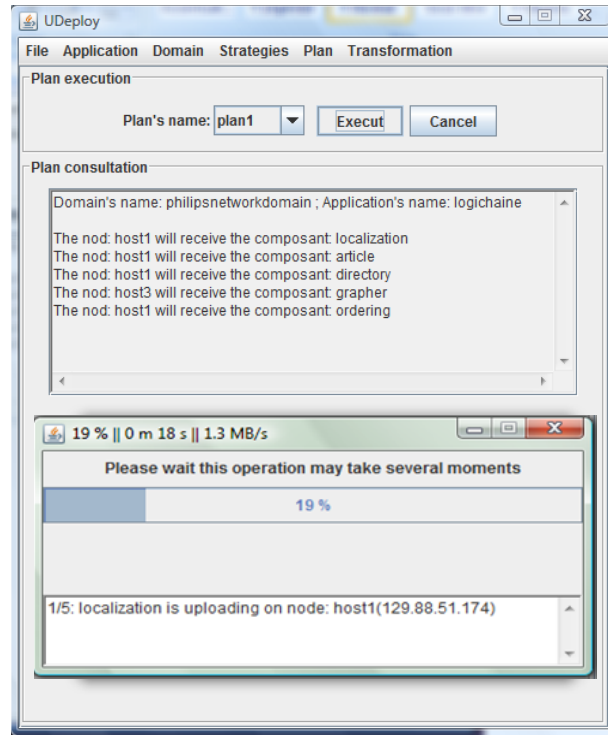 UDeploy
File Application Domain Strategies Plan Transformation
Plan execution
Plan's name: plan1 Execut Cancel
Plan consultation
Domain's name: philipsnetworkdomain ; Application's name: logichaine
The nod: host1 will receive the composant: localization
The nod: host1 will receive the composant: article
The nod: host1 will receive the composant: directory
The nod: host3 will receive the composant: grapher
The nod: host1 will receive the composant: ordering
19 % || 0 m 18 s || 1.3 MB/s
Please wait this operation may take several moments
19 %
1/5: localization is uploading on node: host1(129.88.51.174)